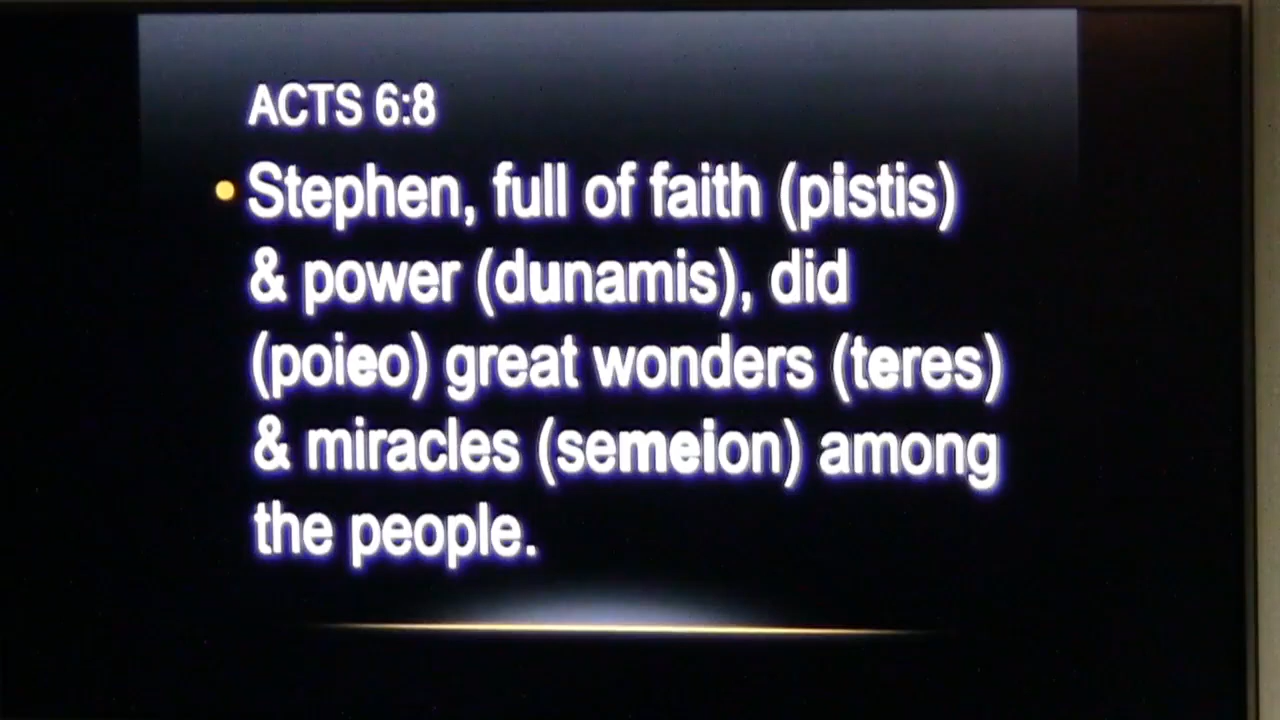 ACTS 6:8
• Stephen, full of faith (pistis)
& power (dunamis), did
(poieo) great wonders (teres)
& miracles (semeion) among
the people.